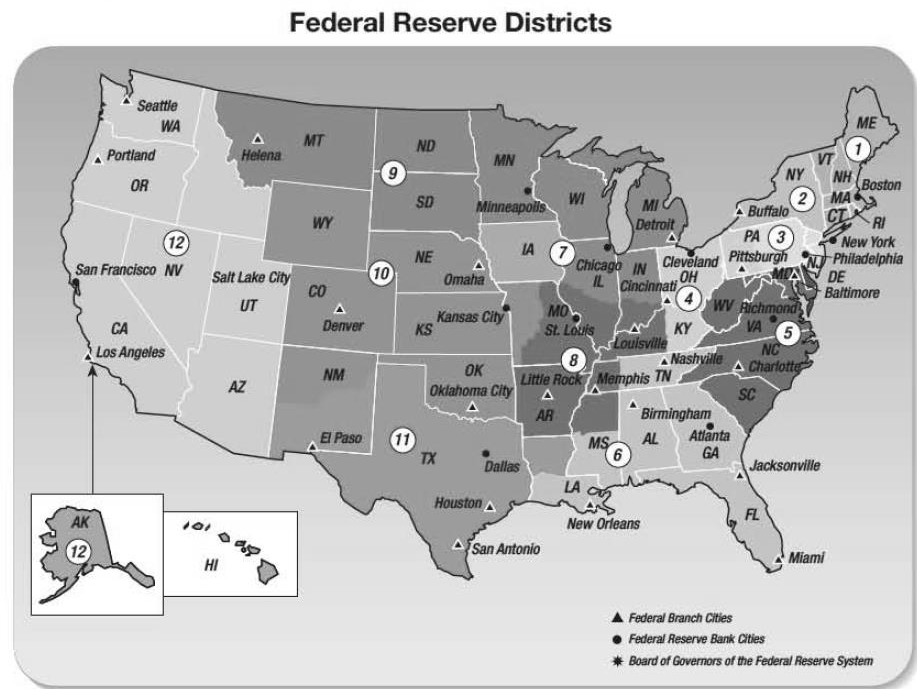 Federal Reserve Districts
Seattle
WA
Portland
OR
Helena
MT
ND
9
SD
MN
Minneapolis
WI
MI
Detroit
ME
1
VT
NH
NY
2
MA
Boston
CT
RI
Buffalo
PA
3
Pittsburgh
New York
Philadelphia
NJ
DE
MD
Baltimore
WY
12
NV
San Francisco
Salt Lake City
UT
CA
Los Angeles
AZ
10
NE
Omaha
CO
Denver
KS
Kansas City
IA
7
Chicago
IL
IN
Cincinnati
Cleveland
OH
4
KY
Louisville
WV
Richmond
VA
5
NC
Charlotte
SC
MO
St. Louis
8
Nashville
TN
Memphis
Little Rock
AR
OK
Oklahoma City
NM
El Paso
11
TX
Dallas
Houston
San Antonio
MS
6
AL
Birmingham
Atlanta
GA
LA
New Orleans
Jacksonville
FL
Miami
AK
12
HI
▲ Federal Branch Cities
● Federal Reserve Bank Cities
✷ Board of Governors of the Federal Reserve System